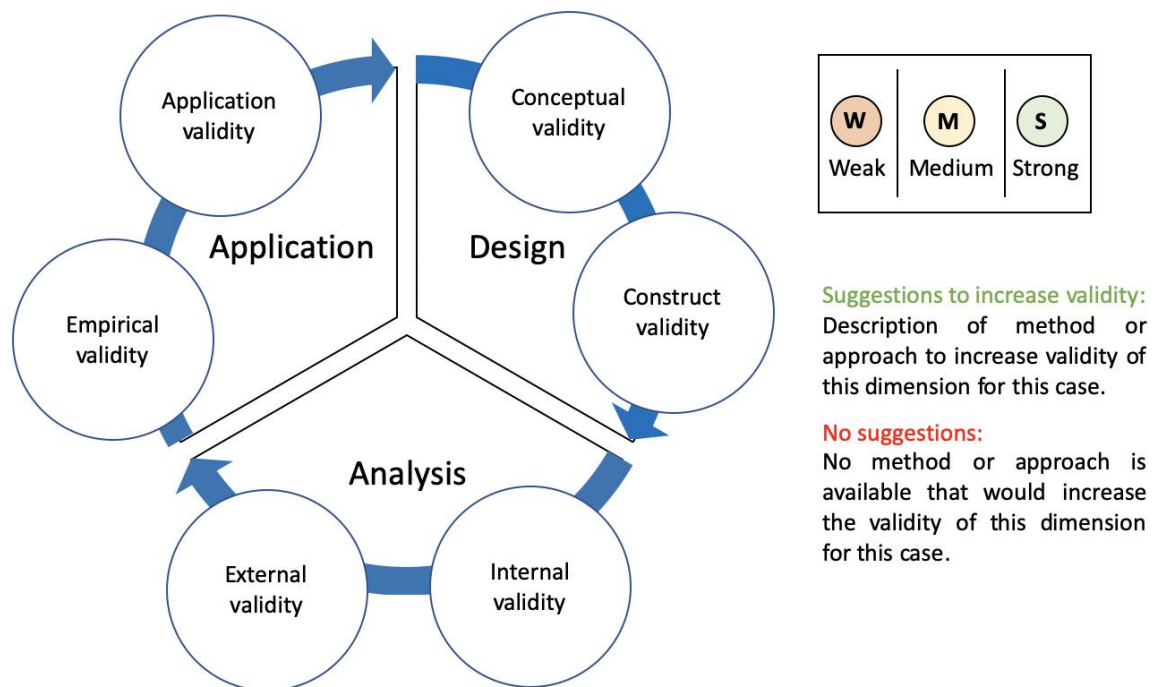 Application
validity
Conceptual
validity
Application
Design
Empirical
validity
Construct
validity
Analysis
External
validity
Internal
validity
W
M
S
Weak
Medium
Strong
Suggestions to increase validity:
Description of method or
approach to increase validity of
this dimension for this case.
No suggestions:
No method or approach is
available that would increase
the validity of this dimension
for this case.